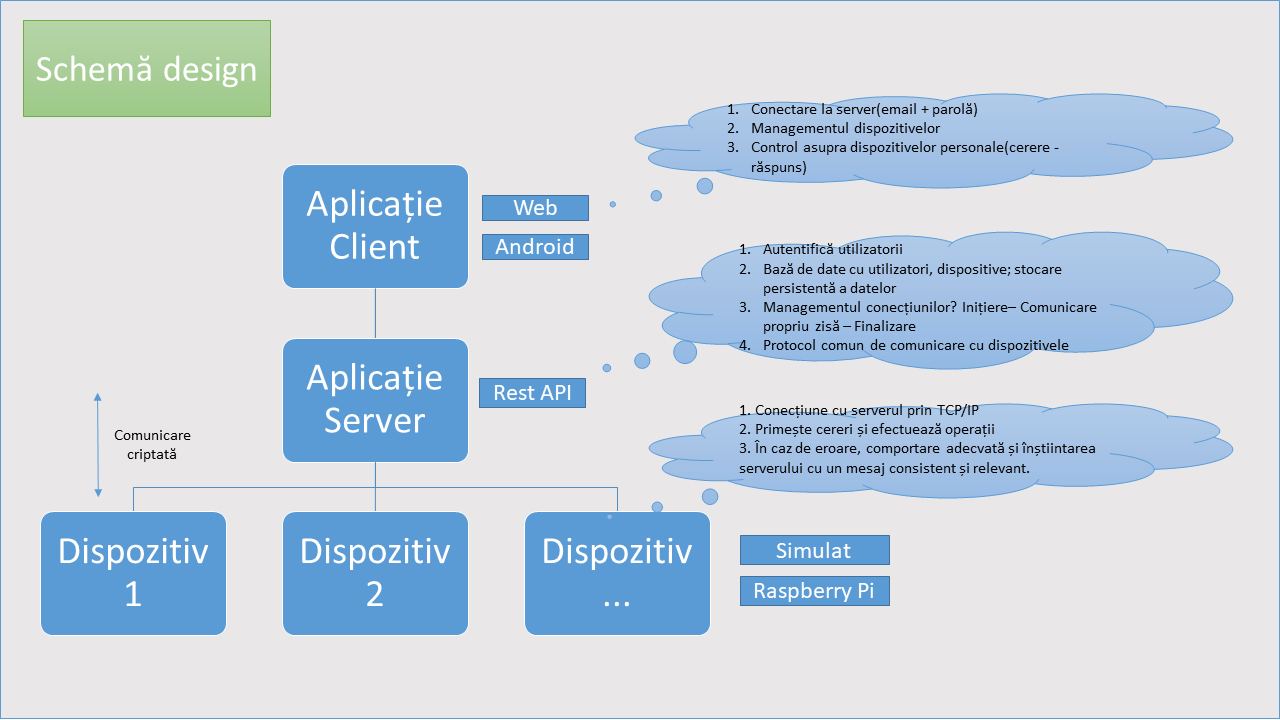 Schemă design
1. Conectare la server(email + parolă)
2. Managementul dispozitivelor
3. Control asupra dispozitivelor personale(cerere -
răspuns)
Aplicație
Client
Web
Android
1. Autentifică utilizatorii
2. Bază de date cu utilizatori, dispositive; stocare
persistentă a datelor
3. Managementul conecțiunilor? Inițiere– Comunicare
propriu zisă – Finalizare
4. Protocol comun de comunicare cu dispozitivele
Aplicație
Server
Rest API
1. Conecțiune cu serverul prin TCP/IP
2. Primește cereri și efectuează operații
3. În caz de eroare, comportare adecvată și înștiintarea
serverului cu un mesaj consistent și relevant.
Comunicare
criptată
Dispozitiv
1
Dispozitiv
2
Dispozitiv
...
Simulat
Raspberry Pi